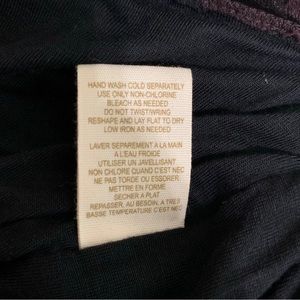 HAND WASH COLD SEPARATELY
USE ONLY NON-CHLORINE
BLEACH AS NEEDED
DO NOT TWIST/WRING
RESHAPE AND LAY FLAT TO DRY
LOW IRON AS NEEDED
LAVER SÉPAREMENT À LA MAIN
A L'EAU FROIGE
UTILISER UN JAVELLISANT
NON CHLORE QUAND C'EST NEC
NE PAS TORDE OU ESSORER
METTRE EN FORME
SECHER A PLAT
REPASSER, AU BESOIN, A TRES
BASSE TEMPERATURE C'EST NEC